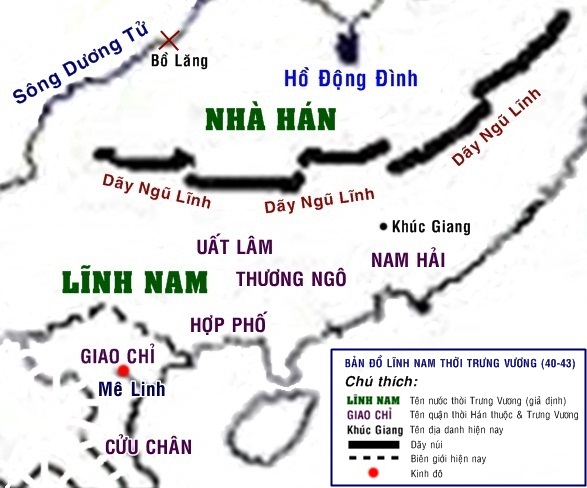 Sông Dương Tử
Bồ Lăng
Hồ Động Đình
NHÀ HÁN
Dãy Ngũ Lĩnh
Dãy Ngũ Lĩnh
Dãy Ngũ Lĩnh
Khúc Giang
UẤT LÂM
NAM HẢI
LĨNH NAM
THƯƠNG NGÔ
HỢP PHỐ
GIAO CHỈ
Mê Linh
CỬU CHÂN
BẢN ĐỒ LĨNH NAM THỜI TRƯNG VƯƠNG (40-43)
Chú thích:
LĨNH NAM Tên nước thời Trưng Vương (giả định)
GIAO CHỈ Tên quận thời Hán thuộc & Trưng Vương
Khúc Giang Tên địa danh hiện nay
Dãy núi
Biên giới hiện nay
Kinh đô